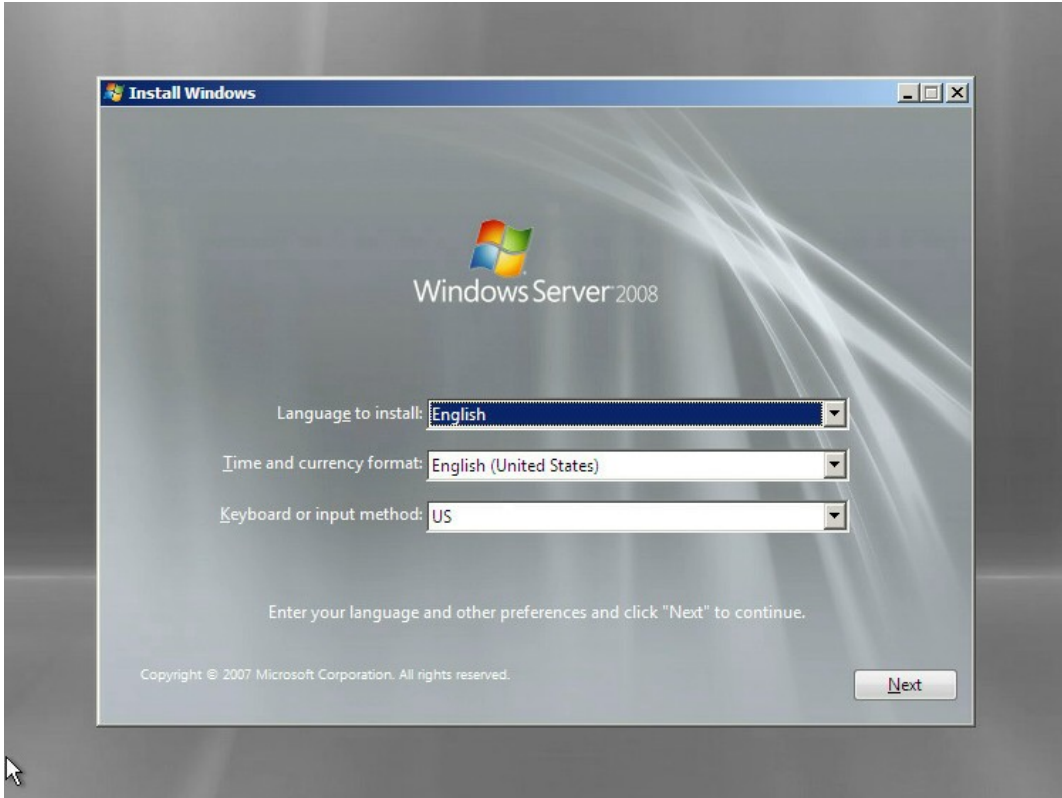 Install Windows
Windows Server 2008
Language to install: English
Time and currency format: English (United States)
Keyboard or input method: US
Enter your language and other preferences and click "Next" to continue.
Copyright © 2007 Microsoft Corporation. All rights reserved.
Next